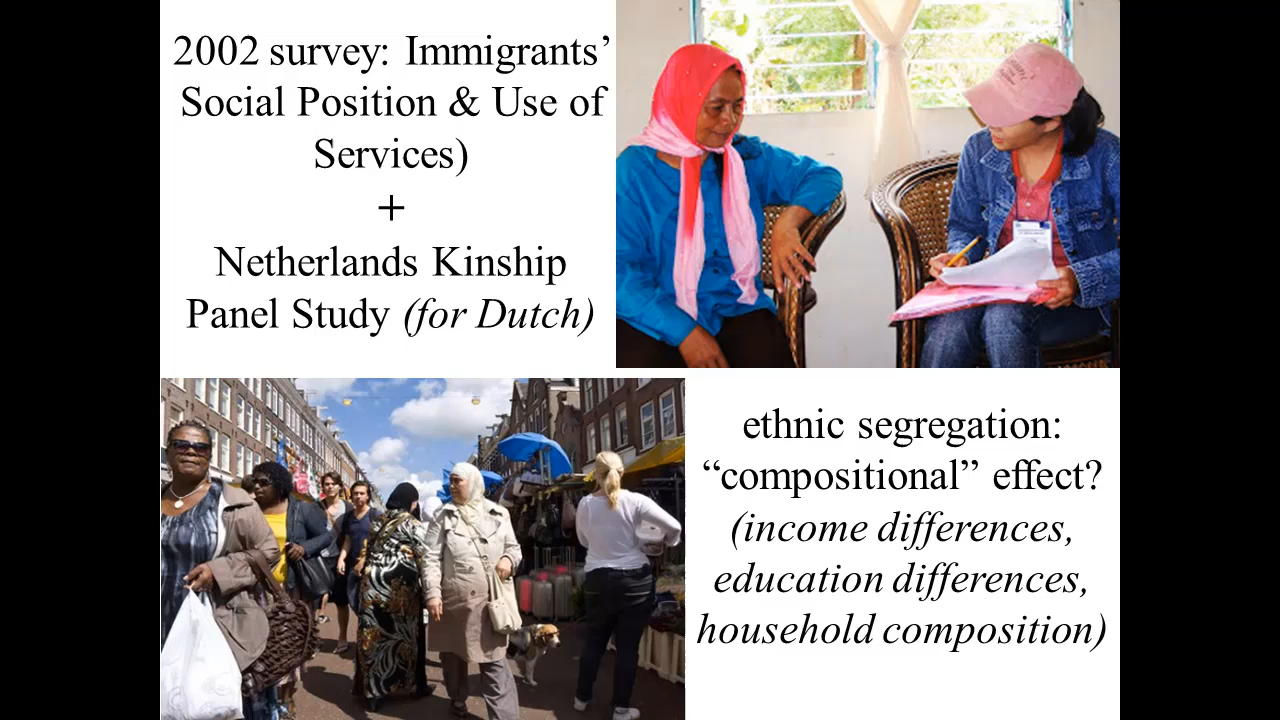 2002 survey: Immigrants’
Social Position & Use of
Services)
+
Netherlands Kinship
Panel Study (for Dutch)
ethnic segregation:
“compositional” effect?
(income differences,
education differences,
household composition)